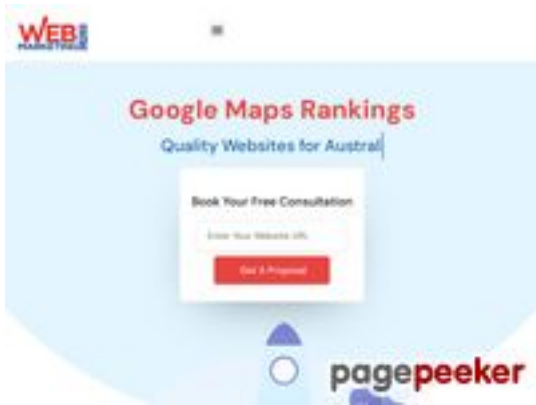 WEB
MARKETING
Google Maps Rankings
Quality Websites for Austral
Book Your Free Consultation
Enter Your Website URL
Get A Proposal
pagepeeker